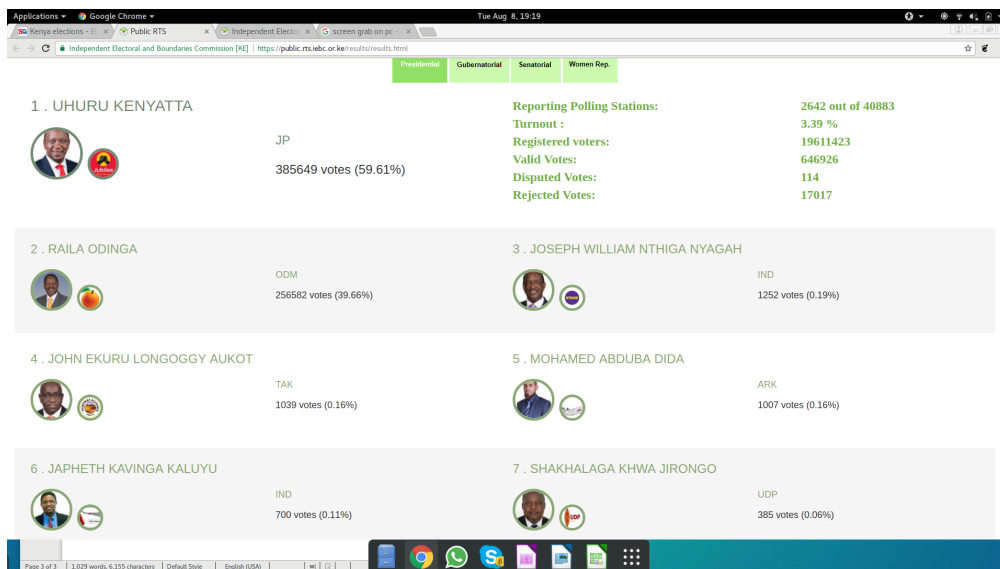 Applications ▾ Google Chrome ▾ Tue Aug 8, 19:19
Kenya elections - El × Public RTS × Independent Elector × screen grab on pc - ×
Independent Electoral and Boundaries Commission [KE] | https://public.rts.iebc.or.ke/results/results.html
Presidential Gubernatorial Senatorial Women Rep.
1 . UHURU KENYATTA
Jubilee
JP
385649 votes (59.61%)
Reporting Polling Stations: 2642 out of 40883
Turnout : 3.39 %
Registered voters: 19611423
Valid Votes: 646926
Disputed Votes: 114
Rejected Votes: 17017
2 . RAILA ODINGA
ODM
256582 votes (39.66%)
3 . JOSEPH WILLIAM NTHIGA NYAGAH
IND
1252 votes (0.19%)
4 . JOHN EKURU LONGOGGY AUKOT
TAK
1039 votes (0.16%)
5 . MOHAMED ABDUBA DIDA
ARK
1007 votes (0.16%)
6 . JAPHETH KAVINGA KALUYU
IND
700 votes (0.11%)
7 . SHAKHALAGA KHWA JIRONGO
UDP
UDP
385 votes (0.06%)
Page 3 of 3 1,029 words, 6,155 characters Default Style English (USA)